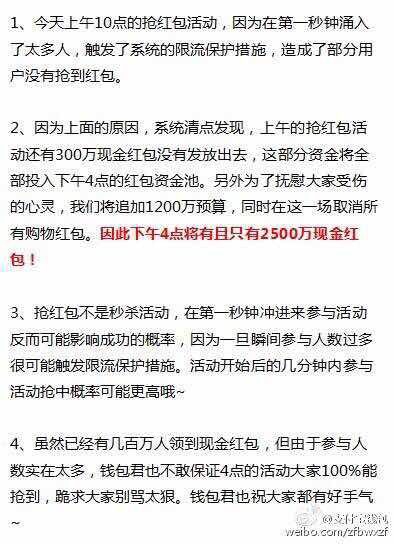 1、今天上午10点的抢红包活动，因为在第一秒钟涌入
了太多人，触发了系统的限流保护措施，造成了部分用
户没有抢到红包。
2、因为上面的原因，系统清点发现，上午的抢红包活
动还有300万现金红包没有发放出去，这部分资金将全
部投入下午4点的红包资金池。另外为了抚慰大家受伤
的心灵，我们将追加1200万预算，同时在这一场取消所
有购物红包。因此下午4点将有且只有2500万现金红
包！
3、抢红包不是秒杀活动，在第一秒钟冲进来参与活动
反而可能影响成功的概率，因为一旦瞬间参与人数过多
很可能触发限流保护措施。活动开始后的几分钟内参与
活动抢中概率可能更高哦~
4、虽然已经有几百万人领到现金红包，但由于参与人
数实在太多，钱包君也不敢保证4点的活动大家100%能
抢到，跪求大家别骂太狠。钱包君也祝大家都有好手气
~
@支付宝钱包
weibo.com/zfbwxzf